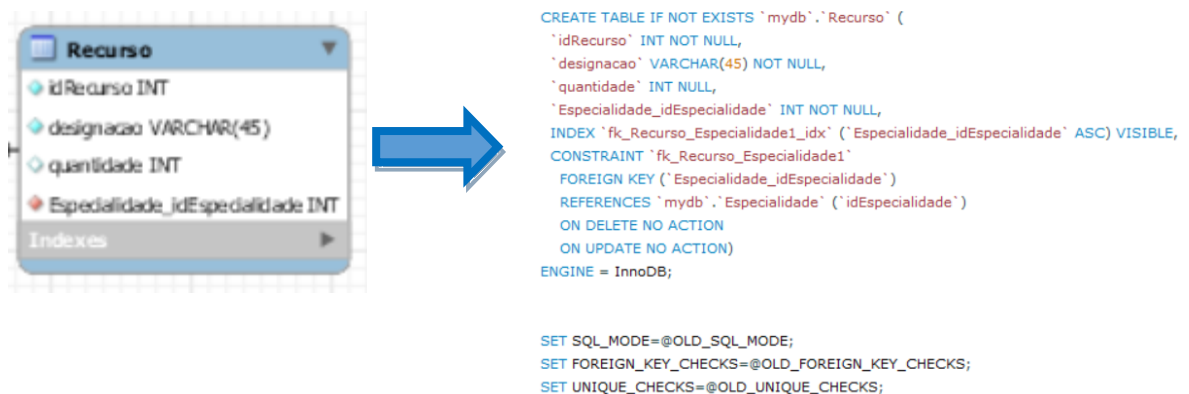 Recurso
idRecurso INT
designacao VARCHAR(45)
quantidade INT
Especialidade_idEspecialidade INT
Indexes
CREATE TABLE IF NOT EXISTS `mydb`.`Recurso` (
`idRecurso` INT NOT NULL,
`designacao` VARCHAR(45) NOT NULL,
`quantidade` INT NULL,
`Especialidade_idEspecialidade` INT NOT NULL,
INDEX `fk_Recurso_Especialidade1_idx` (`Especialidade_idEspecialidade` ASC) VISIBLE,
CONSTRAINT `fk_Recurso_Especialidade1`
FOREIGN KEY (`Especialidade_idEspecialidade`)
REFERENCES `mydb`.`Especialidade` (`idEspecialidade`)
ON DELETE NO ACTION
ON UPDATE NO ACTION)
ENGINE = InnoDB;
SET SQL_MODE=@OLD_SQL_MODE;
SET FOREIGN_KEY_CHECKS=@OLD_FOREIGN_KEY_CHECKS;
SET UNIQUE_CHECKS=@OLD_UNIQUE_CHECKS;